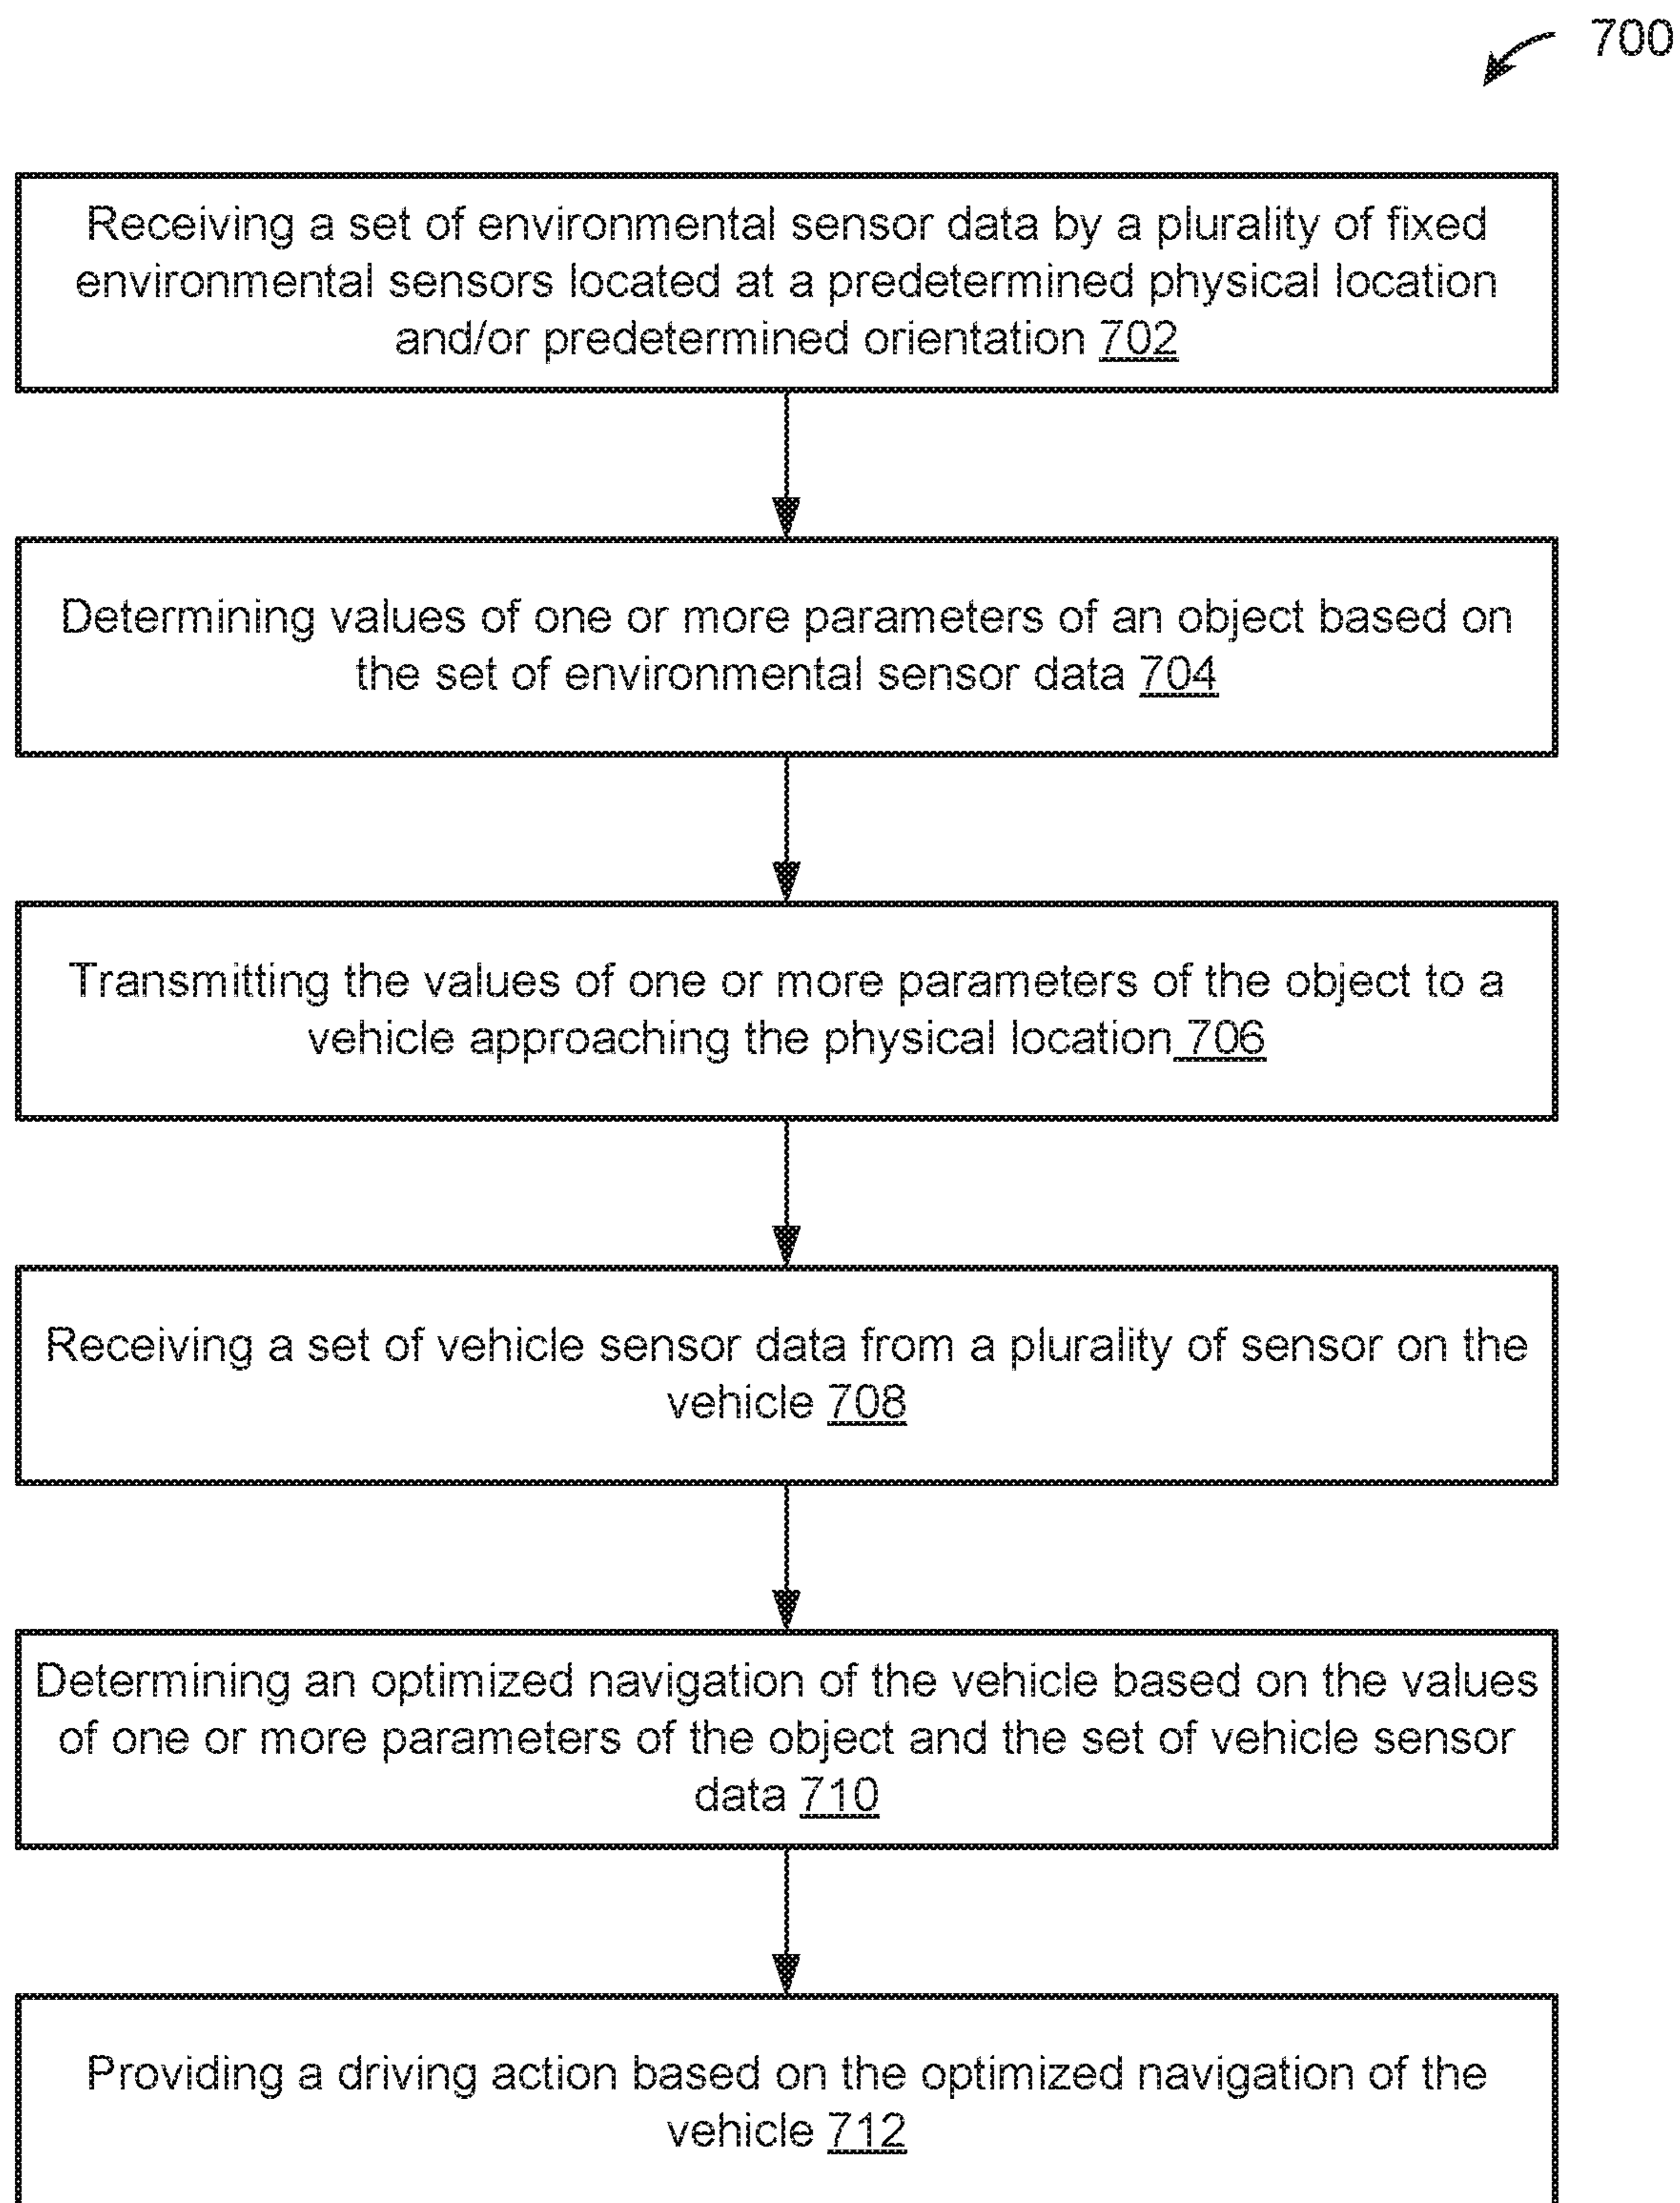 700
Receiving a set of environmental sensor data by a plurality of fixed
environmental sensors located at a predetermined physical location
and/or predetermined orientation 702
Determining values of one or more parameters of an object based on
the set of environmental sensor data 704
Transmitting the values of one or more parameters of the object to a
vehicle approaching the physical location 706
Receiving a set of vehicle sensor data from a plurality of sensor on the
vehicle 708
Determining an optimized navigation of the vehicle based on the values
of one or more parameters of the object and the set of vehicle sensor
data 710
Providing a driving action based on the optimized navigation of the
vehicle 712